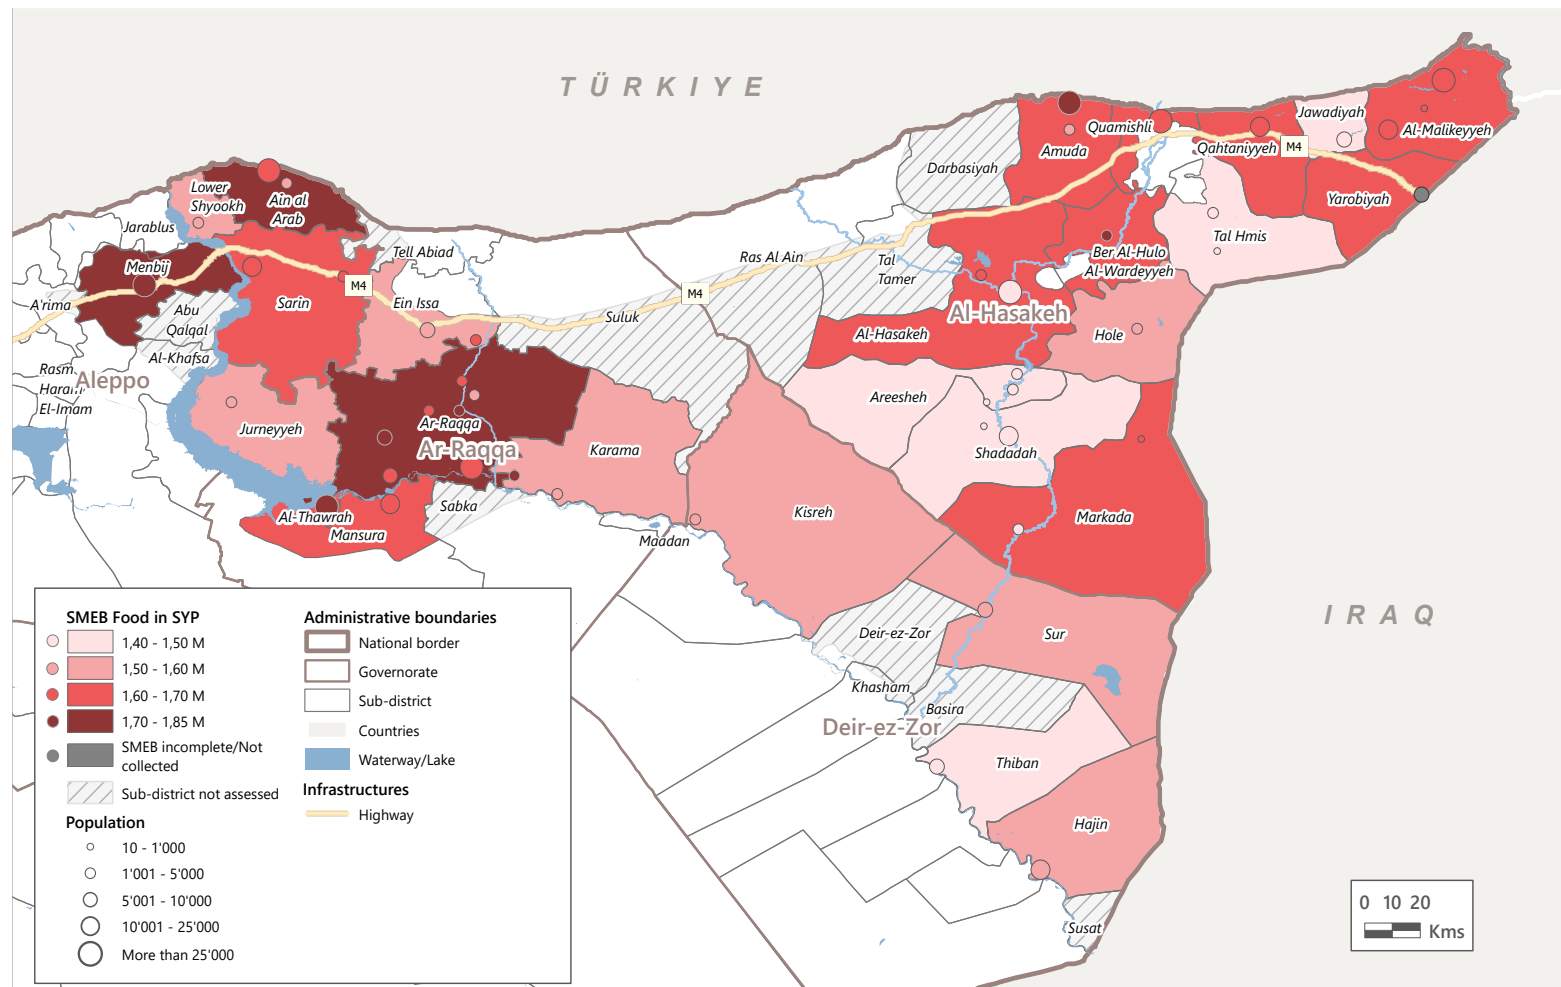 TÜRKIYE
Jawadiyah
Quamishli
Al-Malikeyyeh
Amuda
Qahtaniyyeh
M4
Darbasiyah
Lower
Shyookh
Ain al
Arab
Yarobiyah
Jarablus
Tal Hmis
Tell Abiad
Ber Al-Hulo
Al-Wardeyyeh
Ras Al Ain
Tal
Tamer
Menbij
M4
M4
A'rima
Sarin
Ein Issa
Abu
Qalqal
Suluk
Al-Hasakeh
Al-Hasakeh
Hole
Al-Khafsa
Rasm
Haram
El-Imam
Aleppo
Areesheh
Jurneyyeh
Ar-Raqqa
Ar-Raqqa
Karama
Shadadah
Sabka
Kisreh
Markada
Al-Thawrah
Mansura
Maadan
IRAQ
Deir-ez-Zor
Sur
Khasham
Basira
Deir-ez-Zor
Thiban
Hajin
Susat
SMEB Food in SYP
1,40 - 1,50 M
1,50 - 1,60 M
1,60 - 1,70 M
1,70 - 1,85 M
SMEB incomplete/Not
collected
Sub-district not assessed
Population
10 - 1'000
1'001 - 5'000
5'001 - 10'000
10'001 - 25'000
More than 25'000
Administrative boundaries
National border
Governorate
Sub-district
Countries
Waterway/Lake
Infrastructures
Highway
0 10 20
Kms